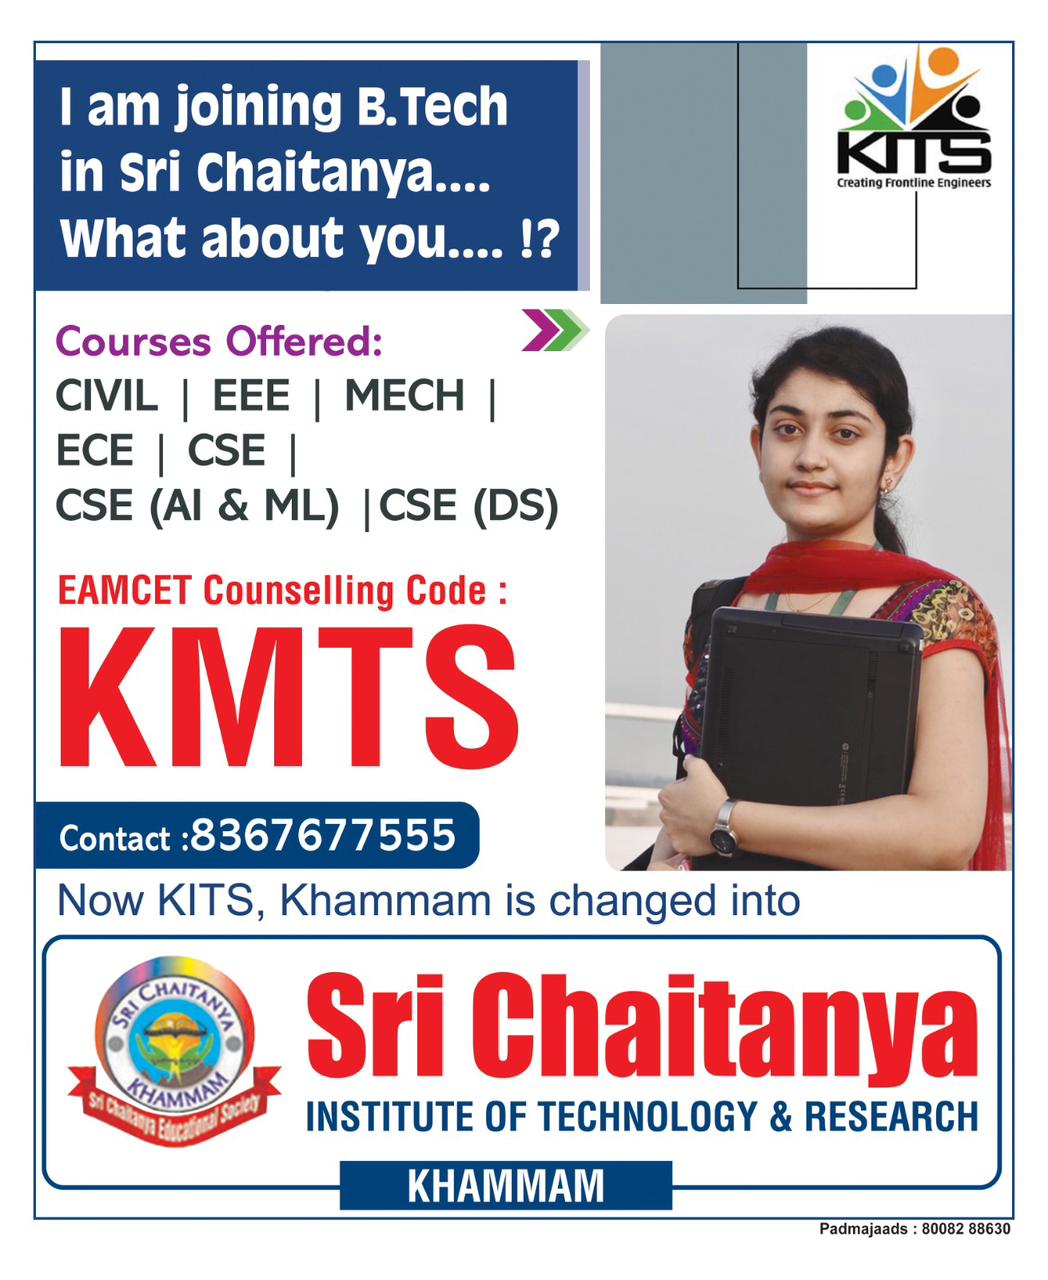 I am joining B.Tech
in Sri Chaitanya....
What about you.... !?
KITS
Creating Frontline Engineers
Courses Offered:
CIVIL | EEE | MECH |
ECE | CSE |
CSE (AI & ML) |CSE (DS)
EAMCET Counselling Code :
KMTS
Contact :8367677555
Now KITS, Khammam is changed into
SRI CHAITANYA
KHAMMAM
Sri Chaitanya Educational Society
Sri Chaitanya
INSTITUTE OF TECHNOLOGY & RESEARCH
KHAMMAM
Padmajaads : 80082 88630